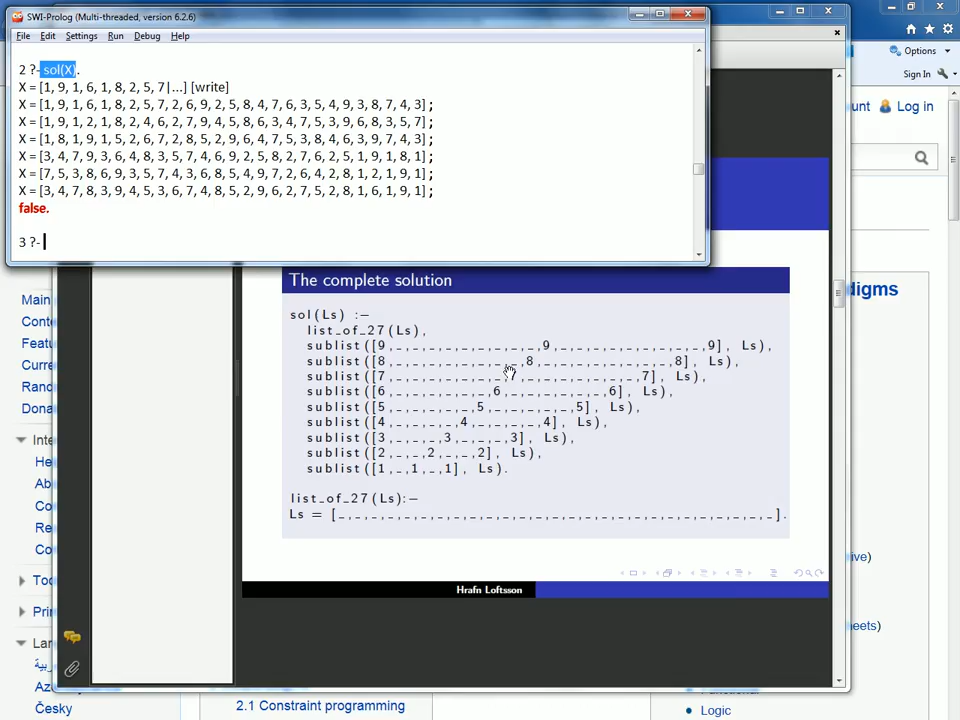 SWI-Prolog (Multi-threaded, version 6.2.6)
File Edit Settings Run Debug Help
2 ?- sol(X).
X = [1, 9, 1, 6, 1, 8, 2, 5, 7|...] [write]
X = [1, 9, 1, 6, 1, 8, 2, 5, 7, 2, 6, 9, 2, 5, 8, 4, 7, 6, 3, 5, 4, 9, 3, 8, 7, 4, 3] ;
X = [1, 9, 1, 2, 1, 8, 2, 4, 6, 2, 7, 9, 4, 5, 8, 6, 3, 4, 7, 5, 3, 9, 6, 8, 3, 5, 7] ;
X = [1, 8, 1, 9, 1, 5, 2, 6, 7, 2, 8, 5, 2, 9, 6, 4, 7, 5, 3, 8, 4, 6, 3, 9, 7, 4, 3] ;
X = [3, 4, 7, 9, 3, 6, 4, 8, 3, 5, 7, 4, 6, 9, 2, 5, 8, 2, 7, 6, 2, 5, 1, 9, 1, 8, 1] ;
X = [7, 5, 3, 8, 6, 9, 3, 5, 7, 4, 3, 6, 8, 5, 4, 9, 7, 2, 6, 4, 2, 8, 1, 2, 1, 9, 1] ;
X = [3, 4, 7, 8, 3, 9, 4, 5, 3, 6, 7, 4, 8, 5, 2, 9, 6, 2, 7, 5, 2, 8, 1, 6, 1, 9, 1] ;
false.
3 ?-
Options
Sign In
Log in
The complete solution
sol(Ls) :-
list_of_27(Ls),
sublist([9,_,_,_,_,_,_,_,_,_,9,_,_,_,_,_,_,_,_,_,9], Ls),
sublist([8,_,_,_,_,_,_,_,_,8,_,_,_,_,_,_,_,_,8], Ls),
sublist([7,_,_,_,_,_,_,_,7,_,_,_,_,_,_,_,7], Ls),
sublist([6,_,_,_,_,_,_,6,_,_,_,_,_,_,6], Ls),
sublist([5,_,_,_,_,_,5,_,_,_,_,_,5], Ls),
sublist([4,_,_,_,_,4,_,_,_,_,4], Ls),
sublist([3,_,_,_,3,_,_,_,3], Ls),
sublist([2,_,_,2,_,_,2], Ls),
sublist([1,_,1,_,1], Ls).
list_of_27(Ls):-
Ls = [_,_,_,_,_,_,_,_,_,_,_,_,_,_,_,_,_,_,_,_,_,_,_,_,_,_,_].
Hrafn Loftsson
Main
Inte
He
Co
Re
Co
Too
Prin
Lar
Čeština
2.1 Constraint programming
Logic